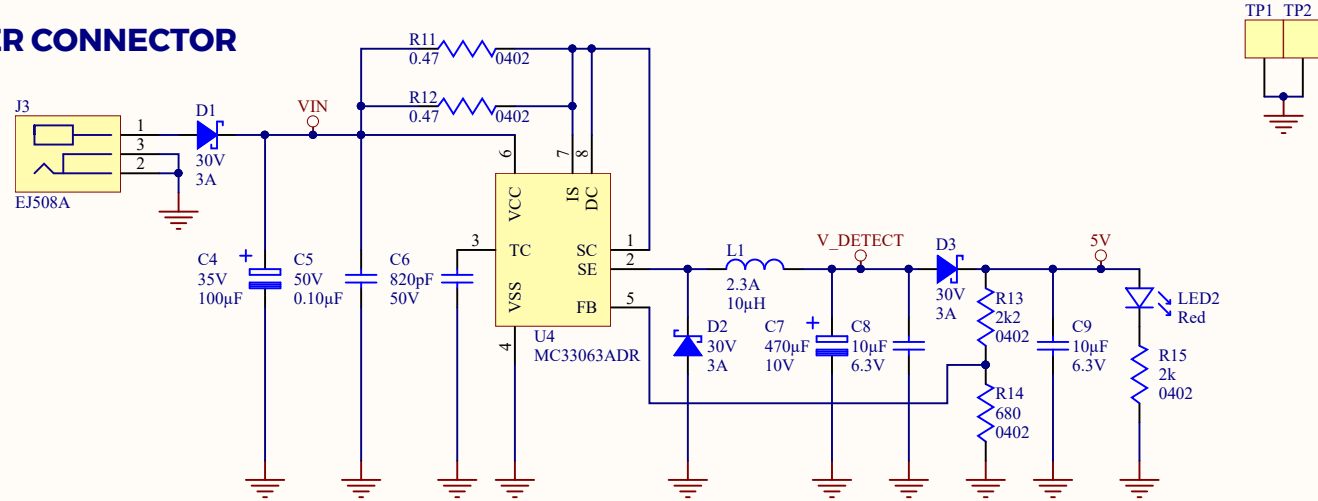 ER CONNECTOR
TP1 TP2
J3
1
3
2
EJ508A
D1
30V
3A
VIN
R11
0.47
0402
R12
0.47
0402
C4
35V
100µF
C5
50V
0.10µF
C6
820pF
50V
6
7
8
3
4
1
2
5
VCC
IS
DC
TC
SC
SE
VSS
FB
U4
MC33063ADR
L1
2.3A
10µH
D2
30V
3A
V_DETECT
C7
470µF
10V
C8
10µF
6.3V
D3
30V
3A
R13
2k2
0402
R14
680
0402
5V
C9
10µF
6.3V
LED2
Red
R15
2k
0402